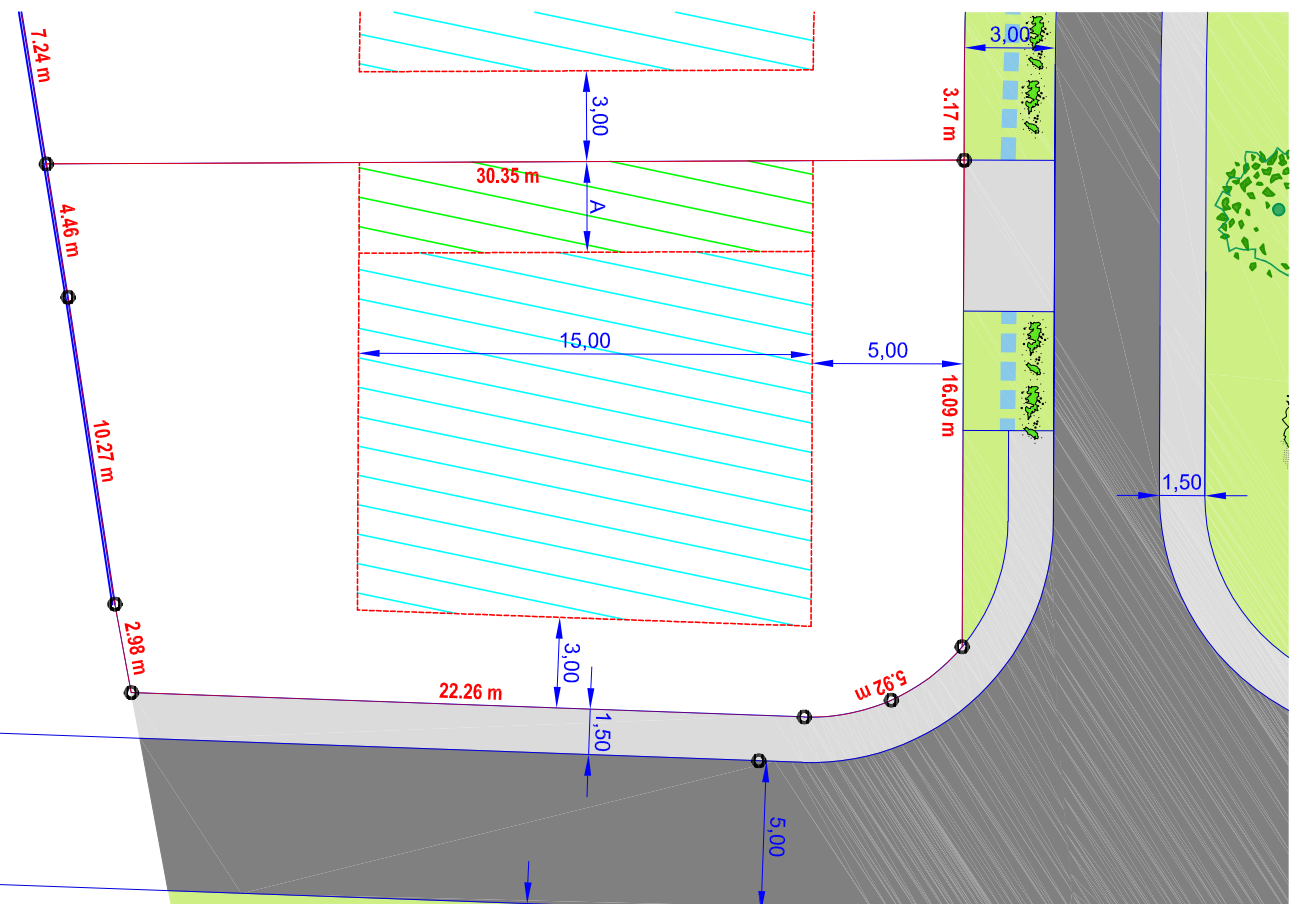 7.24 m
3,00
3,00
3.17 m
30.35 m
4.46 m
A
15,00
5,00
10.27 m
16.09 m
1,50
2.98 m
3,00
22.26 m
5.92 m
1,50
5,00